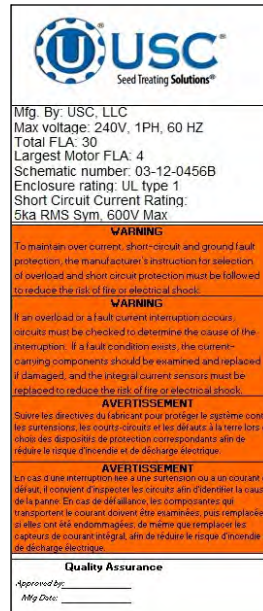 U
USC®
Seed Treating Solutions®
Mfg. By: USC, LLC
Max voltage: 240V, 1PH, 60 HZ
Total FLA: 30
Largest Motor FLA: 4
Schematic number: 03-12-0456B
Enclosure rating: UL type 1
Short Circuit Current Rating:
5ka RMS Sym, 600V Max
WARNING
To maintain over current, short-circuit and ground fault
protection, the manufacturer's instruction for selection
of overload and short circuit protection must be followed
to reduce the risk of fire or electrical shock.
WARNING
If an overload or a fault current interruption occurs,
circuits must be checked to determine the cause of the
interruption. If a fault condition exists, the current-
carrying components should be examined and replaced
if damaged, and the integral current sensors must be
replaced to reduce the risk of fire or electrical shock.
AVERTISSEMENT
Suivre les directives du fabricant pour protéger le système cont
les surtensions, les courts-circuits et les défauts à la terre lors
choix des dispositifs de protection correspondants afin de
réduire le risque d'incendie et de décharge électrique.
AVERTISSEMENT
En cas d'une interruption liée à une surtension ou a un courant
défaut, il convient d'inspecter les circuits afin d'identifier la caus
de la panne. En cas de défaillance, les composantes qui
transportent le courant doivent être examinées, puis remplacée
si elles ont été endommagées, de même que remplacer les
capteurs de courant intégral, afin de réduire le risque d'incendie
de décharge électrique.
Quality Assurance
Approved by:
Mfg Date: